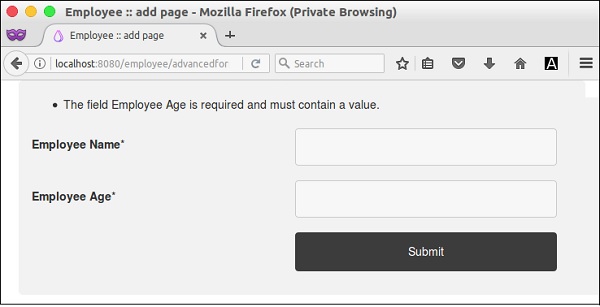 Employee :: add page - Mozilla Firefox (Private Browsing)
Employee :: add page × +
localhost:8080/employee/advancedfor Search A
• The field Employee Age is required and must contain a value.
Employee Name*
Employee Age*
Submit